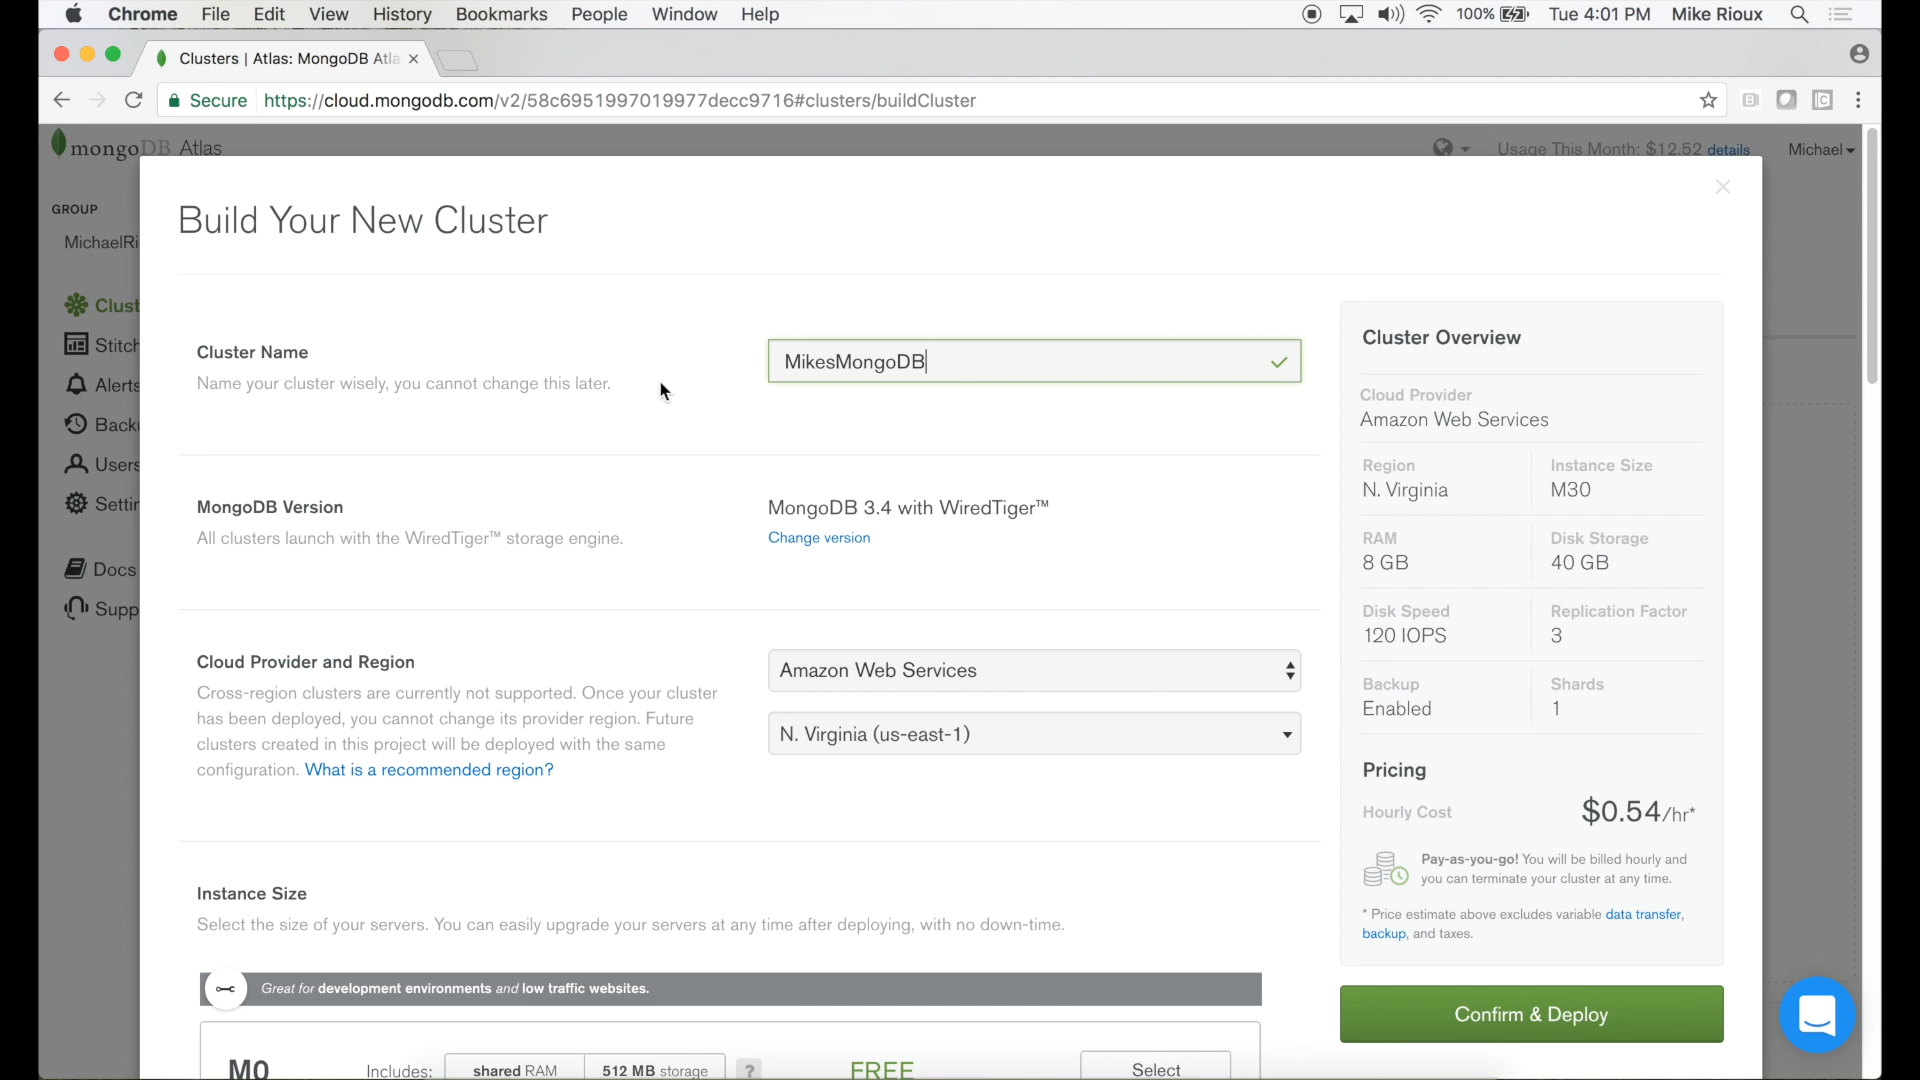 Chrome File Edit View History Bookmarks People Window Help 100% Tue 4:01 PM Mike Rioux
Clusters | Atlas: MongoDB Atla
Secure https://cloud.mongodb.com/v2/58c6951997019977decc9716#clusters/buildCluster
mongoDB Atlas Usage This Month: $12.52 details Michael
GROUP
MichaelRi
Clust
Stitch
Alerts
Backu
Users
Settin
Docs
Supp
Build Your New Cluster
Cluster Name
Name your cluster wisely, you cannot change this later.
MikesMongoDB
MongoDB Version
All clusters launch with the WiredTiger™ storage engine.
MongoDB 3.4 with WiredTiger™
Change version
Cloud Provider and Region
Cross-region clusters are currently not supported. Once your cluster
has been deployed, you cannot change its provider region. Future
clusters created in this project will be deployed with the same
configuration. What is a recommended region?
Amazon Web Services
N. Virginia (us-east-1)
Instance Size
Select the size of your servers. You can easily upgrade your servers at any time after deploying, with no down-time.
Great for development environments and low traffic websites.
M0 Includes: shared RAM 512 MB storage ? FREE Select
Cluster Overview
Cloud Provider
Amazon Web Services
Region Instance Size
N. Virginia M30
RAM Disk Storage
8 GB 40 GB
Disk Speed Replication Factor
120 IOPS 3
Backup Shards
Enabled 1
Pricing
Hourly Cost $0.54/hr*
Pay-as-you-go! You will be billed hourly and
you can terminate your cluster at any time.
* Price estimate above excludes variable data transfer,
backup, and taxes.
Confirm & Deploy